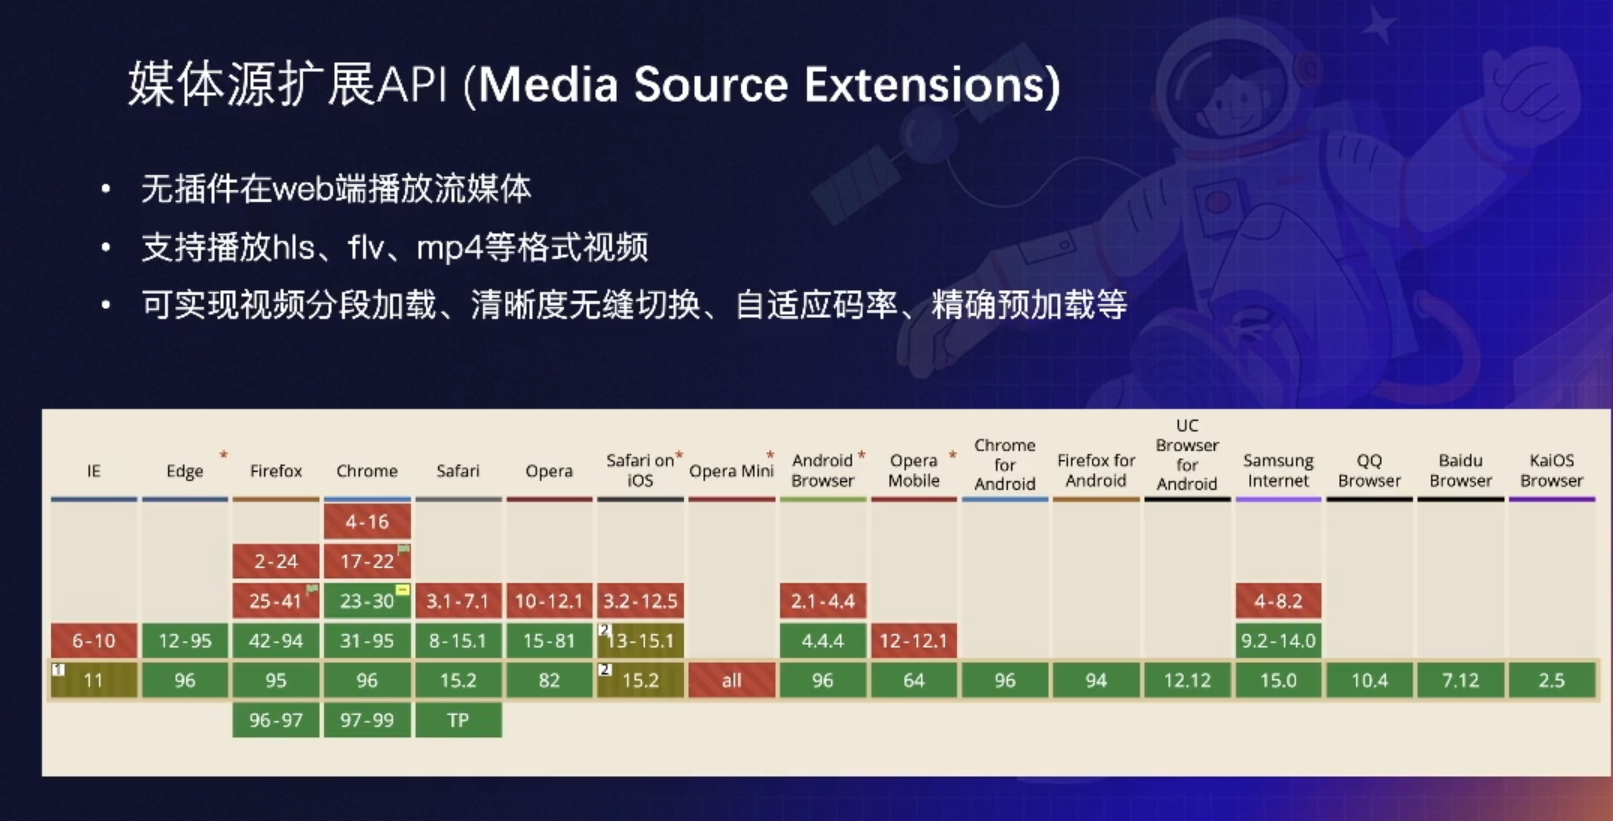 媒体源扩展API (Media Source Extensions)
• 无插件在web端播放流媒体
• 支持播放hls、flv、mp4等格式视频
• 可实现视频分段加载、清晰度无缝切换、自适应码率、精确预加载等
IE Edge * Firefox Chrome Safari Opera Safari on iOS * Opera Mini * Android Browser * Opera Mobile * Chrome for Android Firefox for Android UC Browser for Android Samsung Internet QQ Browser Baidu Browser KaiOS Browser
4-16
2-24 17-22
25-41 23-30 3.1-7.1 10-12.1 3.2-12.5 2.1-4.4 4-8.2
6-10 12-95 42-94 31-95 8-15.1 15-81 2 13-15.1 4.4.4 12-12.1 9.2-14.0
1 11 96 95 96 15.2 82 2 15.2 all 96 64 96 94 12.12 15.0 10.4 7.12 2.5
96-97 97-99 TP